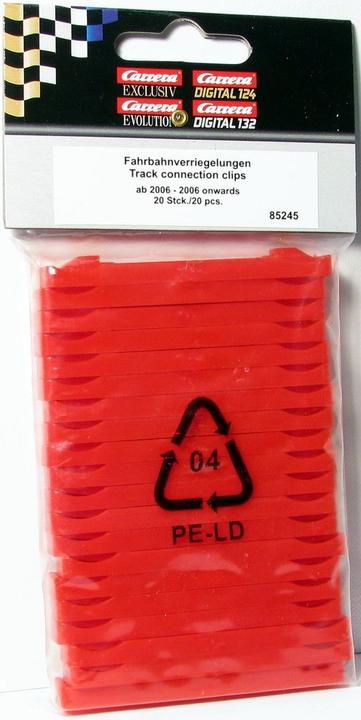 Carrera
EXCLUSIV
Carrera
DIGITAL 124
Carrera
EVOLUTION
Carrera
DIGITAL 132
Fahrbahnverriegelungen
Track connection clips
ab 2006 - 2006 onwards
20 Stck./20 pcs.
85245
04
PE-LD